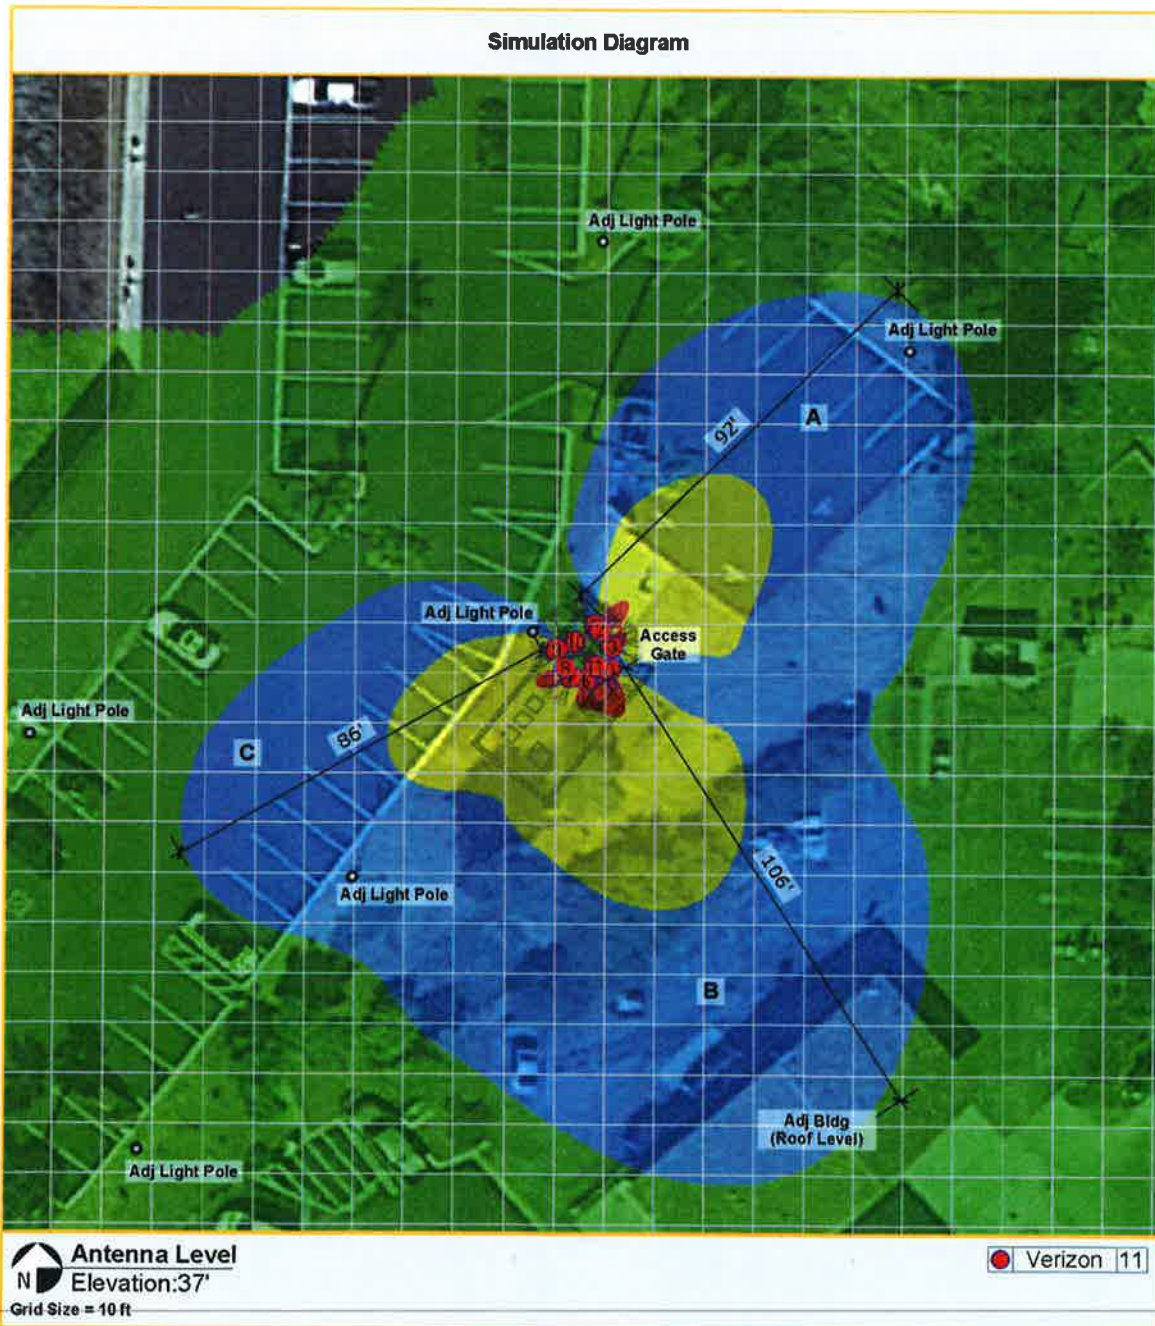 Simulation Diagram
Adj Light Pole
Adj Light Pole
A
92'
Adj Light Pole
Access
Gate
Adj Light Pole
C
86'
106'
Adj Light Pole
B
Adj Bldg
(Roof Level)
Adj Light Pole
N
Antenna Level
Elevation:37'
Grid Size = 10 ft
Verizon 11